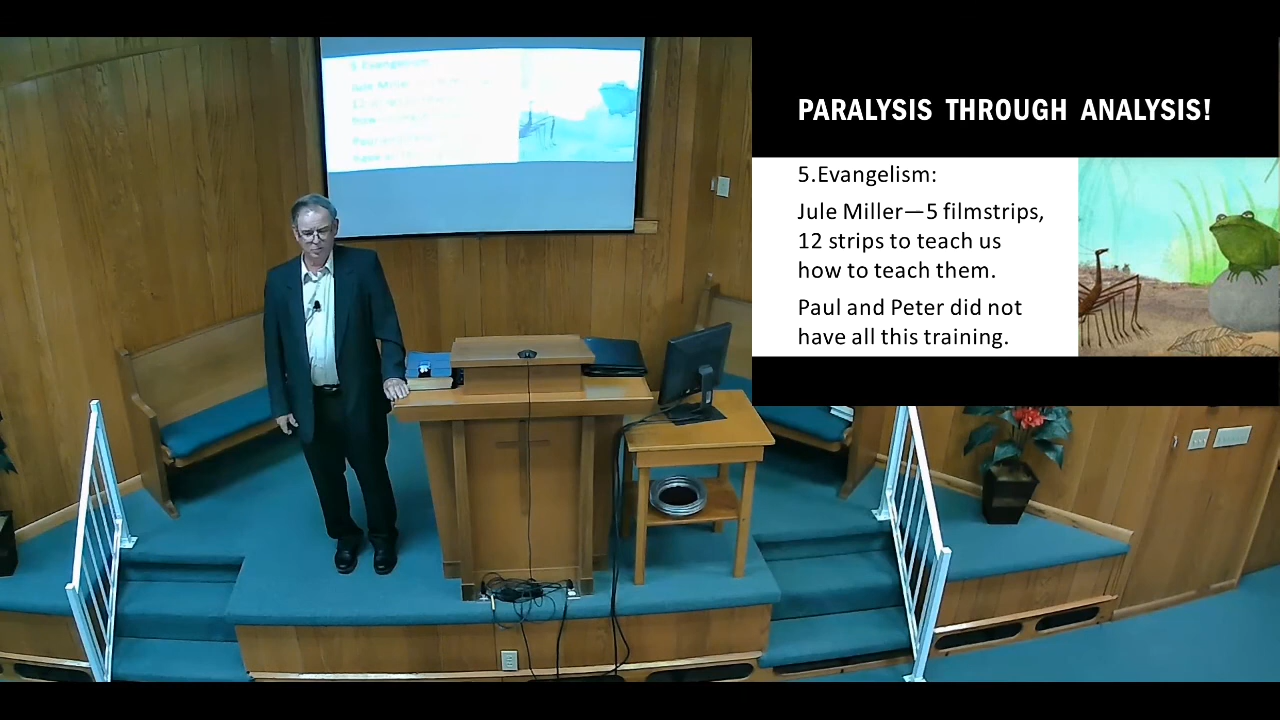 PARALYSIS THROUGH ANALYSIS!
5.Evangelism:
Jule Miller—5 filmstrips,
12 strips to teach us
how to teach them.
Paul and Peter did not
have all this training.